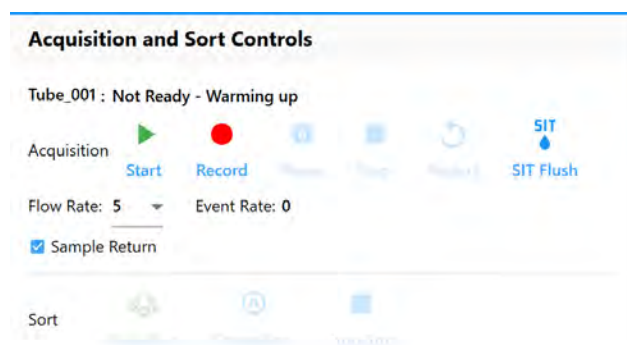 Acquisition and Sort Controls
Tube_001 : Not Ready - Warming up
SIT
Acquisition
Start Record SIT Flush
Flow Rate: 5 Event Rate: 0
Sample Return
Sort